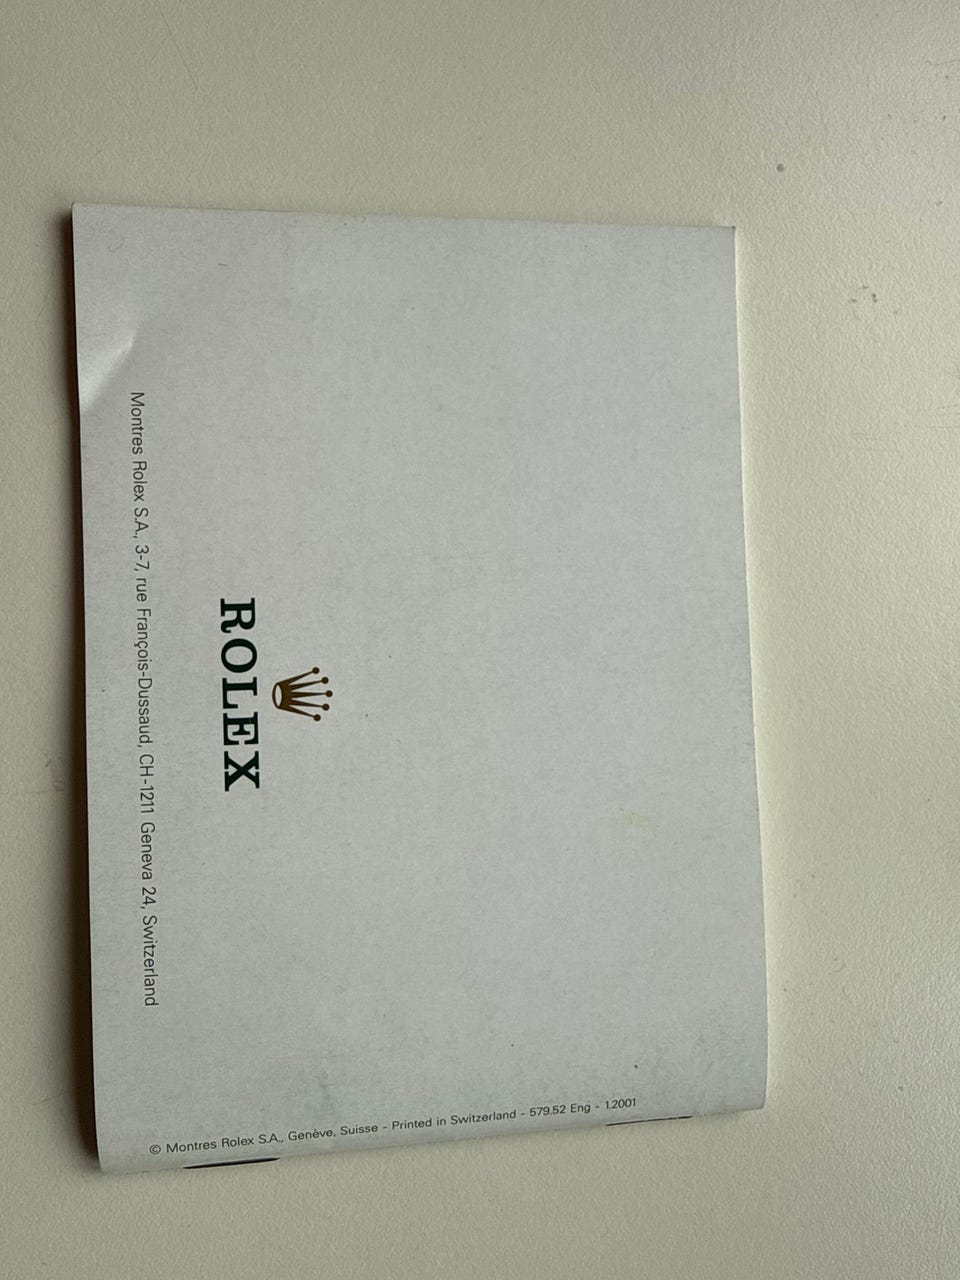 ROLEX
Montres Rolex S.A., 3-7, rue François-Dussaud, CH-1211 Geneva 24, Switzerland
© Montres Rolex S.A., Genève, Suisse - Printed in Switzerland - 579.52 Eng - 1.2001